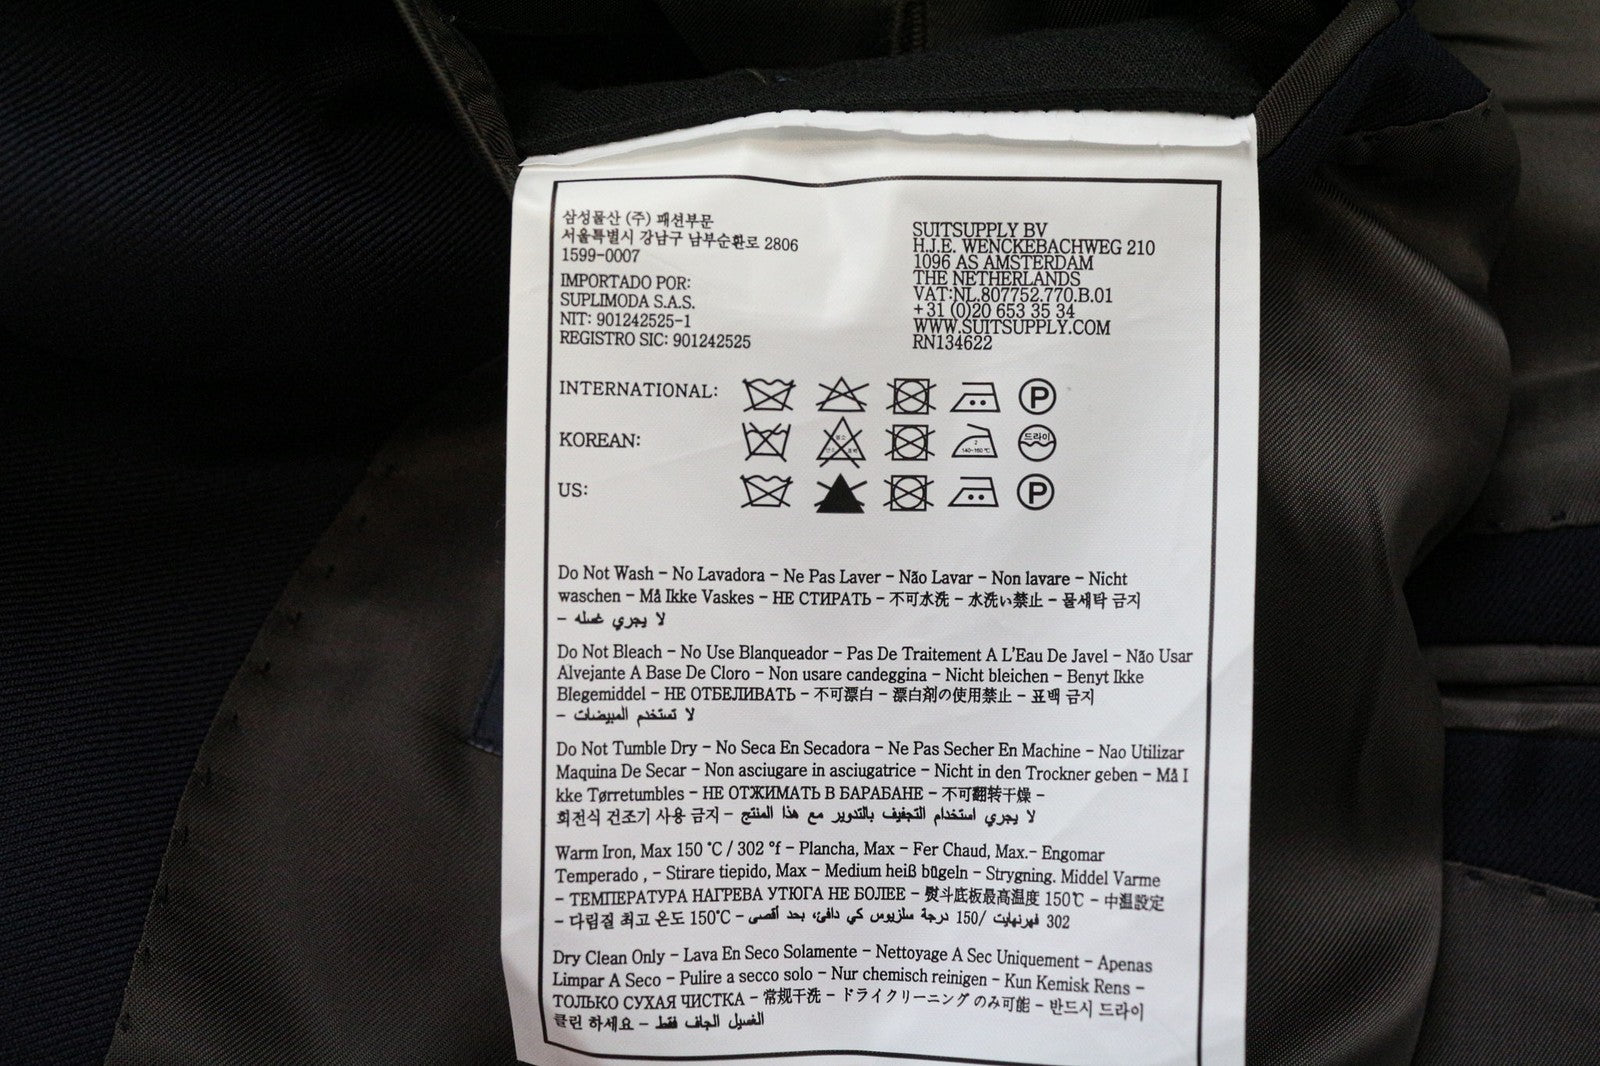 삼성물산 (주) 패션부문
서울특별시 강남구 남부순환로 2806
1599-0007
IMPORTADO POR:
SUPLIMODA S.A.S.
NIT: 901242525-1
REGISTRO SIC: 901242525
SUITSUPPLY BV
H.J.E. WENCKEBACHWEG 210
1096 AS AMSTERDAM
THE NETHERLANDS
VAT:NL.807752.770.B.01
+31 (0)20 653 35 34
WWW.SUITSUPPLY.COM
RN134622
INTERNATIONAL: P
KOREAN: 140~160 ℃ 드라이
US: P
Do Not Wash – No Lavadora – Ne Pas Laver – Não Lavar – Non lavare – Nicht
waschen – Må Ikke Vaskes – НЕ СТИРАТЬ – 不可水洗 – 水洗い禁止 – 물세탁 금지
– لا يجري غسله
Do Not Bleach – No Use Blanqueador – Pas De Traitement A L'Eau De Javel – Não Usar
Alvejante A Base De Cloro – Non usare candeggina – Nicht bleichen – Benyt Ikke
Blegemiddel – НЕ ОТБЕЛИВАТЬ – 不可漂白 – 漂白剤の使用禁止 – 표백 금지
– لا تستخدم المبيضات
Do Not Tumble Dry – No Seca En Secadora – Ne Pas Secher En Machine – Nao Utilizar
Maquina De Secar – Non asciugare in asciugatrice – Nicht in den Trockner geben – Må I
kke Tørretumbles – НЕ ОТЖИМАТЬ В БАРАБАНЕ – 不可翻转干燥 –
회전식 건조기 사용 금지 – لا يجري استخدام التجفيف بالتدوير مع هذا المنتج
Warm Iron, Max 150 °C / 302 °f – Plancha, Max – Fer Chaud, Max.– Engomar
Temperado , – Stirare tiepido, Max – Medium heiß bügeln – Strygning. Middel Varme
– ТЕМПЕРАТУРА НАГРЕВА УТЮГА НЕ БОЛЕЕ – 熨斗底板最高温度 150℃ – 中温設定
– 다림질 최고 온도 150℃ – 302 فهرنهايت /150 درجة سلزيوس كي دافئ، بحد أقصى
Dry Clean Only – Lava En Seco Solamente – Nettoyage A Sec Uniquement – Apenas
Limpar A Seco – Pulire a secco solo – Nur chemisch reinigen – Kun Kemisk Rens –
ТОЛЬКО СУХАЯ ЧИСТКА – 常规干洗 – ドライクリーニング のみ可能 – 반드시 드라이
클린 하세요 – الغسيل الجاف فقط